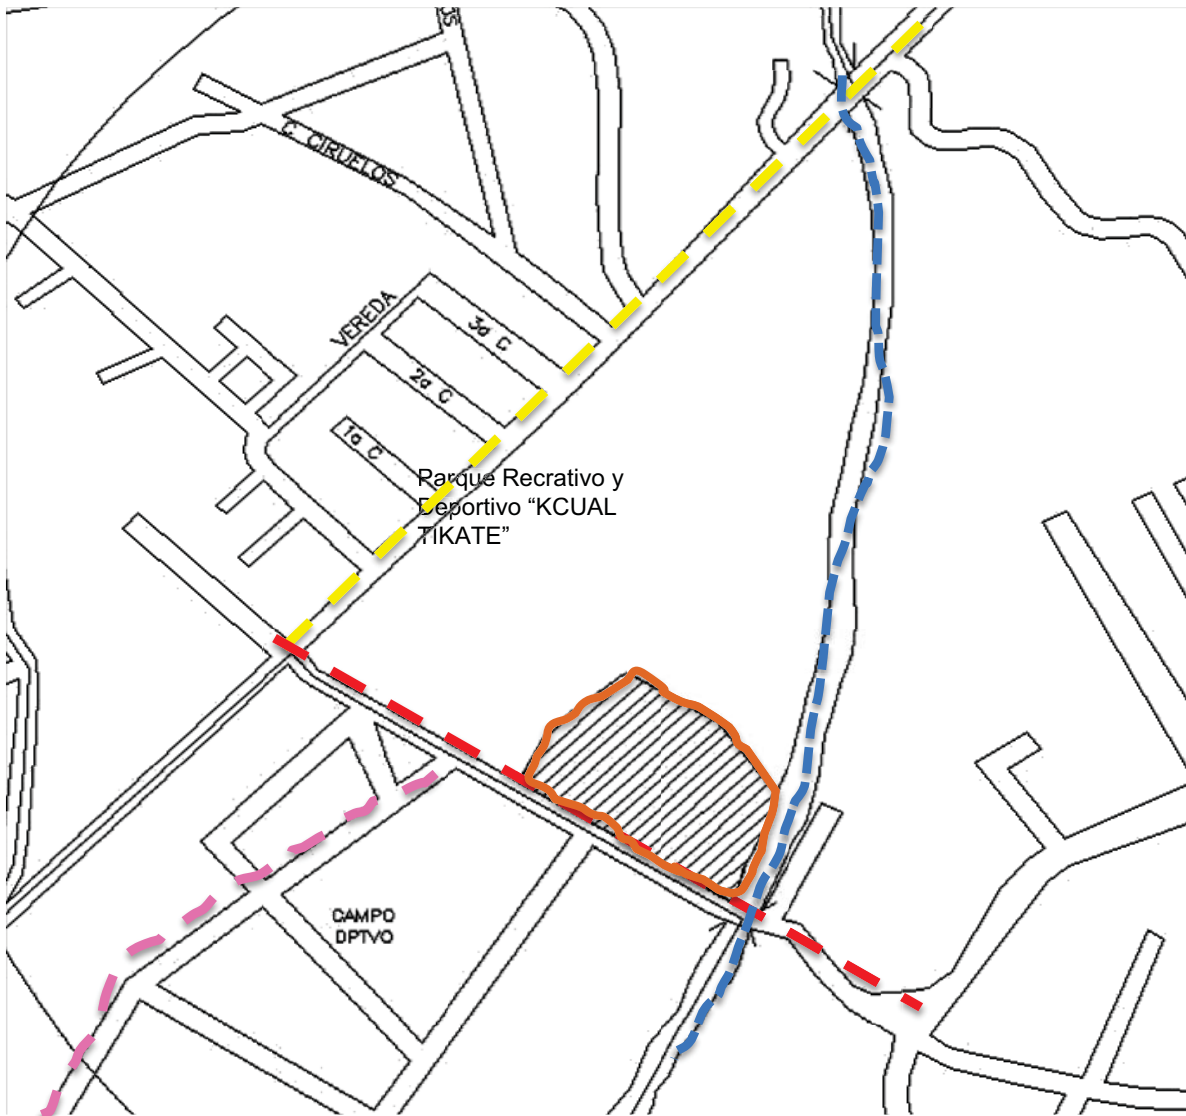 C. CIRUELOS
VEREDA
3a C
2a C
1a C
Parque Recrativo y
Deportivo “KCUAL
TIKATE”
CAMPO
DPTVO